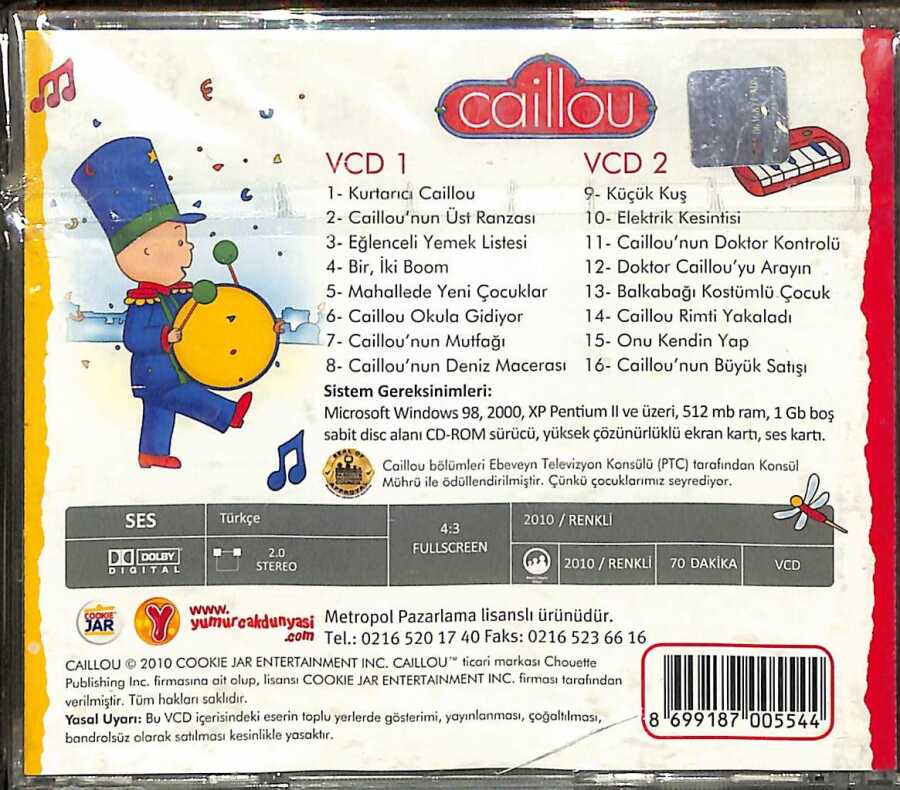 caillou
VCD 1
1- Kurtarıcı Caillou
2- Caillou'nun Üst Ranzası
3- Eğlenceli Yemek Listesi
4- Bir, İki Boom
5- Mahallede Yeni Çocuklar
6- Caillou Okula Gidiyor
7- Caillou'nun Mutfağı
8- Caillou'nun Deniz Macerası
VCD 2
9- Küçük Kuş
10- Elektrik Kesintisi
11- Caillou'nun Doktor Kontrolü
12- Doktor Caillou'yu Arayın
13- Balkabağı Kostümlü Çocuk
14- Caillou Rimti Yakaladı
15- Onu Kendin Yap
16- Caillou'nun Büyük Satışı
Sistem Gereksinimleri:
Microsoft Windows 98, 2000, XP Pentium II ve üzeri, 512 mb ram, 1 Gb boş
sabit disc alanı CD-ROM sürücü, yüksek çözünürlüklü ekran kartı, ses kartı.
SEAL OF
APPROVAL
Caillou bölümleri Ebeveyn Televizyon Konsülü (PTC) tarafından Konsül
Mührü ile ödüllendirilmiştir. Çünkü çocuklarımız seyrediyor.
SES
Türkçe
DOLBY
DIGITAL
2.0
STEREO
4:3
FULLSCREEN
2010 / RENKLİ
2010 / RENKLİ
70 DAKİKA
VCD
COOKIE
JAR
Y
www.
yumurcakdunyasi
.com
Metropol Pazarlama lisanslı ürünüdür.
Tel.: 0216 520 17 40 Faks: 0216 523 66 16
CAILLOU © 2010 COOKIE JAR ENTERTAINMENT INC. CAILLOU™ ticari markası Chouette
Publishing Inc. firmasına ait olup, lisansı COOKIE JAR ENTERTAINMENT INC. firması tarafından
verilmiştir. Tüm hakları saklıdır.
Yasal Uyarı: Bu VCD içerisindeki eserin toplu yerlerde gösterimi, yayınlanması, çoğaltılması,
bandrolsüz olarak satılması kesinlikle yasaktır.
8 699187 005544